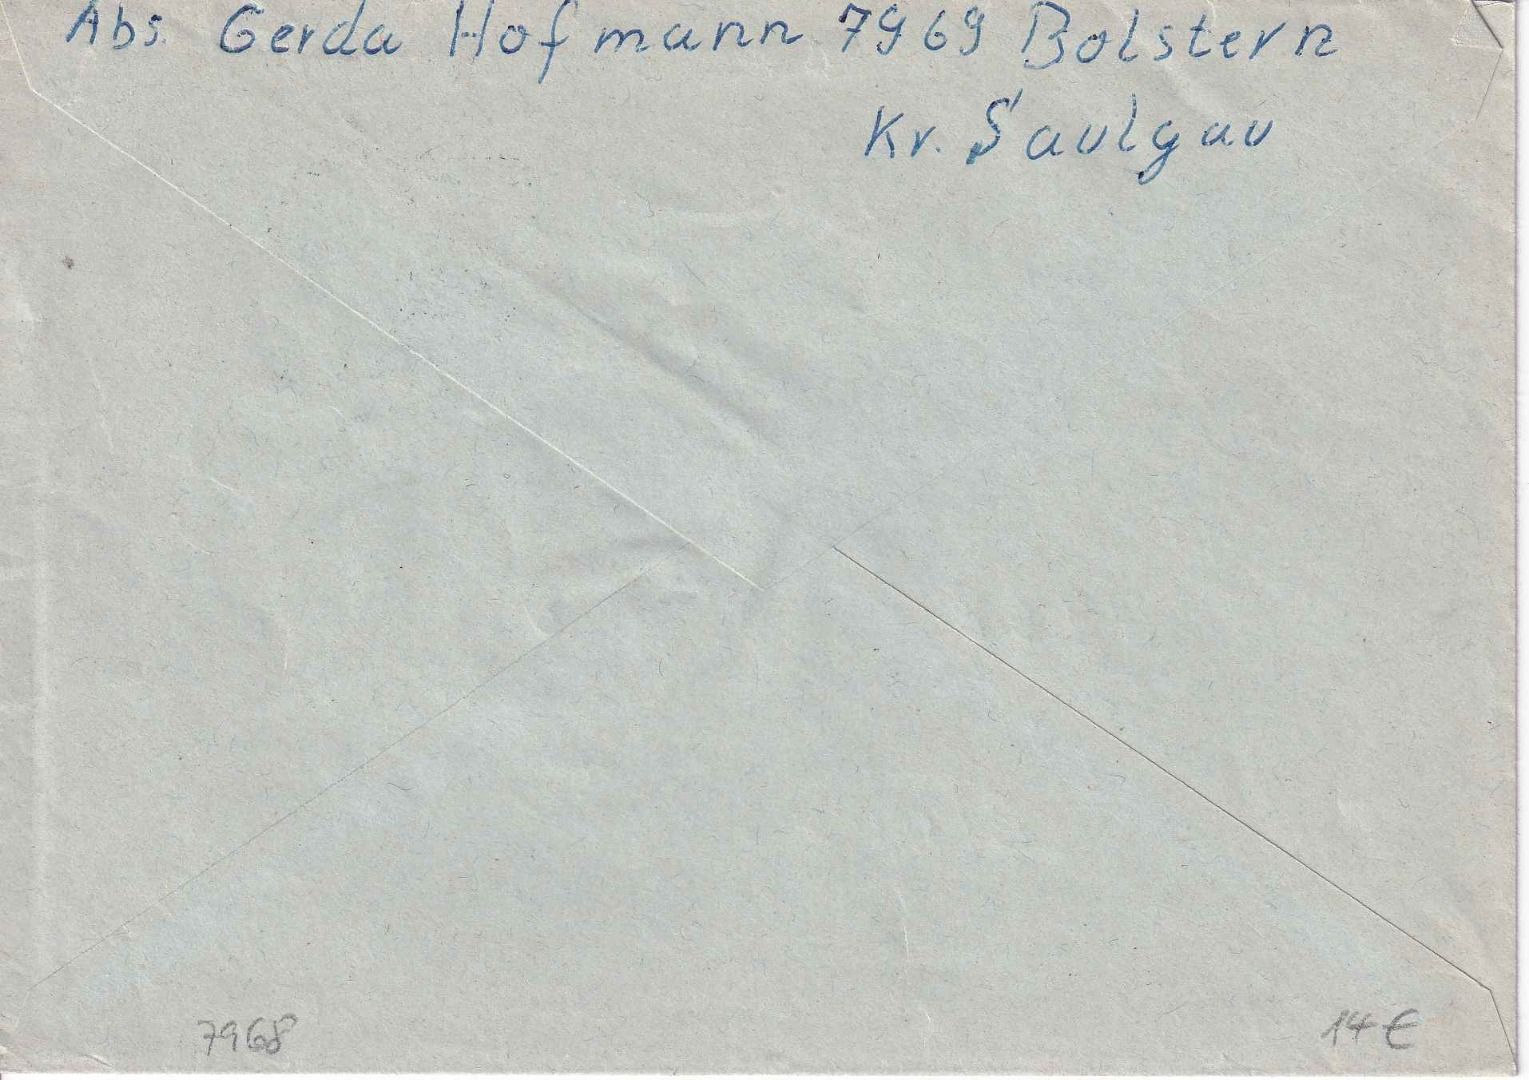 Abs. Gerda Hofmann 7969 Bolstern
Kr. Saulgau
7968
14 €